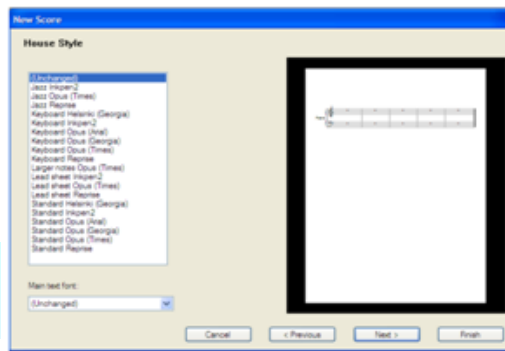 New Score
House Style
(Unchanged)
Jazz Inkpen2
Jazz Opus (Times)
Jazz Reprise
Keyboard Helsinki (Georgia)
Keyboard Inkpen2
Keyboard Opus (Arial)
Keyboard Opus (Georgia)
Keyboard Opus (Times)
Keyboard Reprise
Larger notes Opus (Times)
Lead sheet Inkpen2
Lead sheet Opus (Times)
Lead sheet Reprise
Standard Helsinki (Georgia)
Standard Inkpen2
Standard Opus (Arial)
Standard Opus (Georgia)
Standard Opus (Times)
Standard Reprise
Main text font:
(Unchanged)
Cancel
< Previous
Next >
Finish